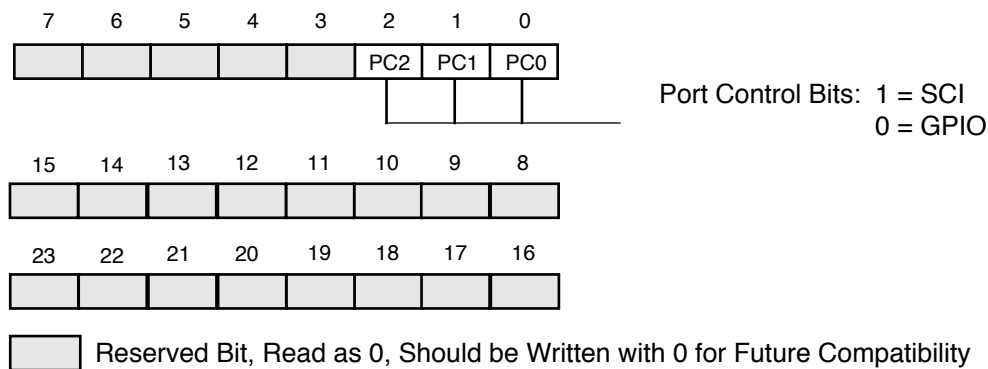 7 6 5 4 3 2 1 0
PC2 PC1 PC0
Port Control Bits: 1 = SCI
0 = GPIO
15 14 13 12 11 10 9 8
23 22 21 20 19 18 17 16
Reserved Bit, Read as 0, Should be Written with 0 for Future Compatibility